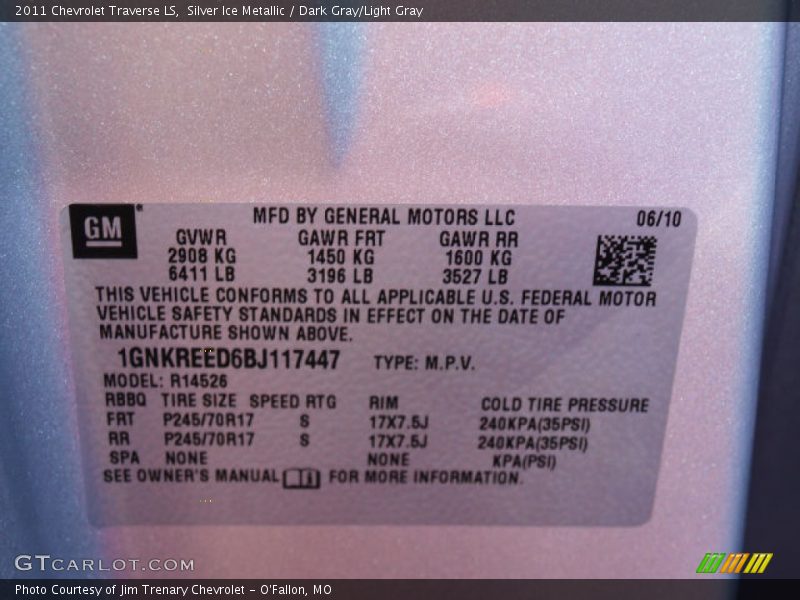 2011 Chevrolet Traverse LS, Silver Ice Metallic / Dark Gray/Light Gray
GM®
MFD BY GENERAL MOTORS LLC 06/10
GVWR GAWR FRT GAWR RR
2908 KG 1450 KG 1600 KG
6411 LB 3196 LB 3527 LB
THIS VEHICLE CONFORMS TO ALL APPLICABLE U.S. FEDERAL MOTOR
VEHICLE SAFETY STANDARDS IN EFFECT ON THE DATE OF
MANUFACTURE SHOWN ABOVE.
1GNKREED6BJ117447 TYPE: M.P.V.
MODEL: R14526
RBBQ TIRE SIZE SPEED RTG RIM COLD TIRE PRESSURE
FRT P245/70R17 S 17X7.5J 240KPA(35PSI)
RR P245/70R17 S 17X7.5J 240KPA(35PSI)
SPA NONE NONE KPA(PSI)
SEE OWNER'S MANUAL FOR MORE INFORMATION.
GTCARLOT.COM
Photo Courtesy of Jim Trenary Chevrolet - O'Fallon, MO